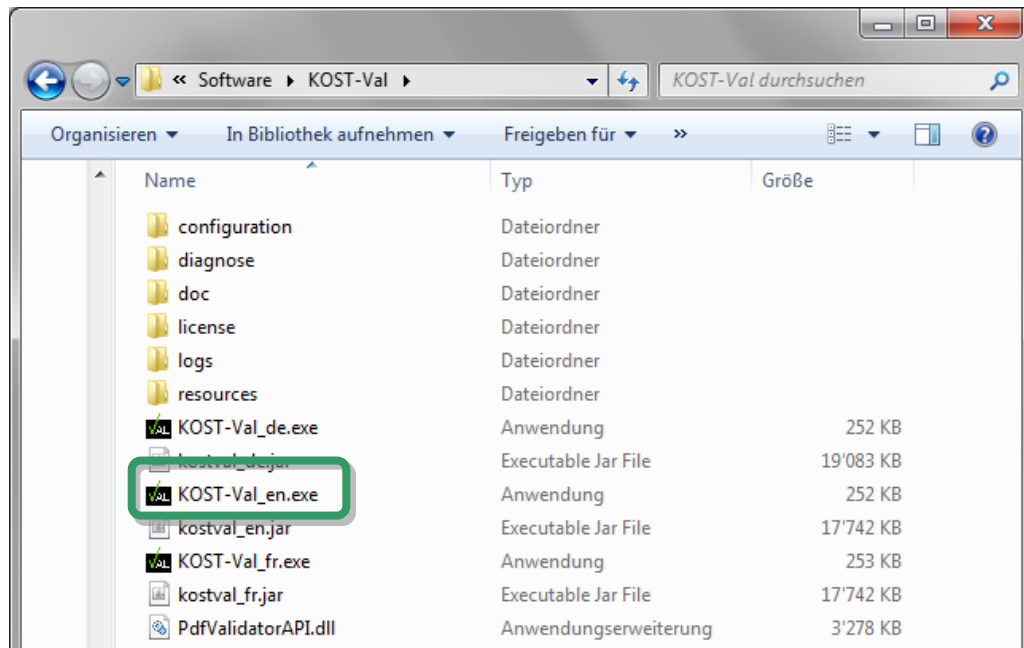 « Software ▸ KOST-Val ▸ KOST-Val durchsuchen
Organisieren In Bibliothek aufnehmen Freigeben für »
Name Typ Größe
configuration Dateiordner
diagnose Dateiordner
doc Dateiordner
license Dateiordner
logs Dateiordner
resources Dateiordner
KOST-Val_de.exe Anwendung 252 KB
kostval_de.jar Executable Jar File 19'083 KB
KOST-Val_en.exe Anwendung 252 KB
kostval_en.jar Executable Jar File 17'742 KB
KOST-Val_fr.exe Anwendung 253 KB
kostval_fr.jar Executable Jar File 17'742 KB
PdfValidatorAPI.dll Anwendungserweiterung 3'278 KB